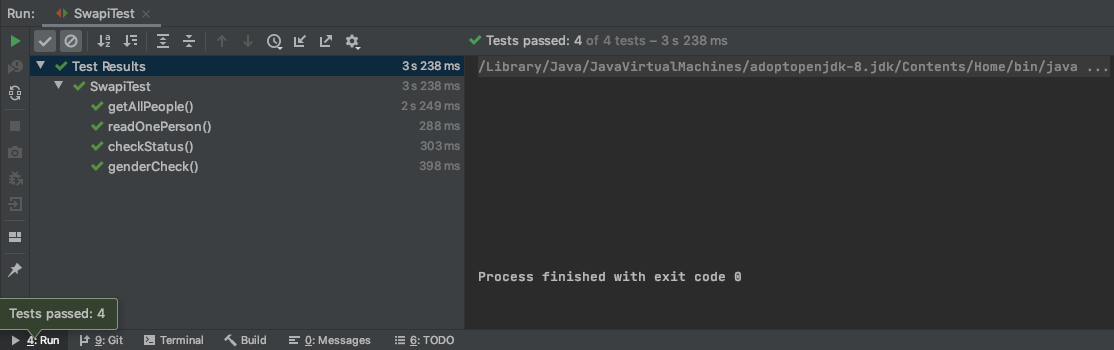 Run: SwapiTest
Tests passed: 4 of 4 tests – 3 s 238 ms
Test Results 3 s 238 ms
SwapiTest 3 s 238 ms
getAllPeople() 2 s 249 ms
readOnePerson() 288 ms
checkStatus() 303 ms
genderCheck() 398 ms
/Library/Java/JavaVirtualMachines/adoptopenjdk-8.jdk/Contents/Home/bin/java ...
Process finished with exit code 0
Tests passed: 4
4: Run 9: Git Terminal Build 0: Messages 6: TODO